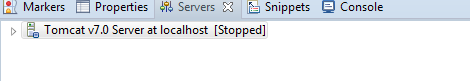 Markers Properties Servers Snippets Console
Tomcat v7.0 Server at localhost [Stopped]